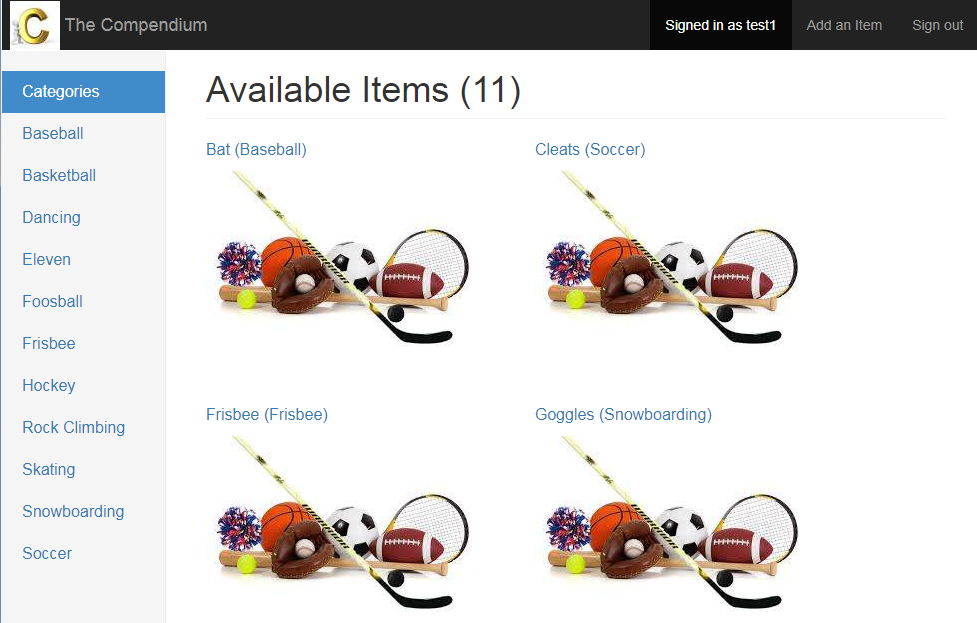 C The Compendium Signed in as test1 Add an Item Sign out
Categories
Baseball
Basketball
Dancing
Eleven
Foosball
Frisbee
Hockey
Rock Climbing
Skating
Snowboarding
Soccer
Available Items (11)
Bat (Baseball) Cleats (Soccer)
Frisbee (Frisbee) Goggles (Snowboarding)